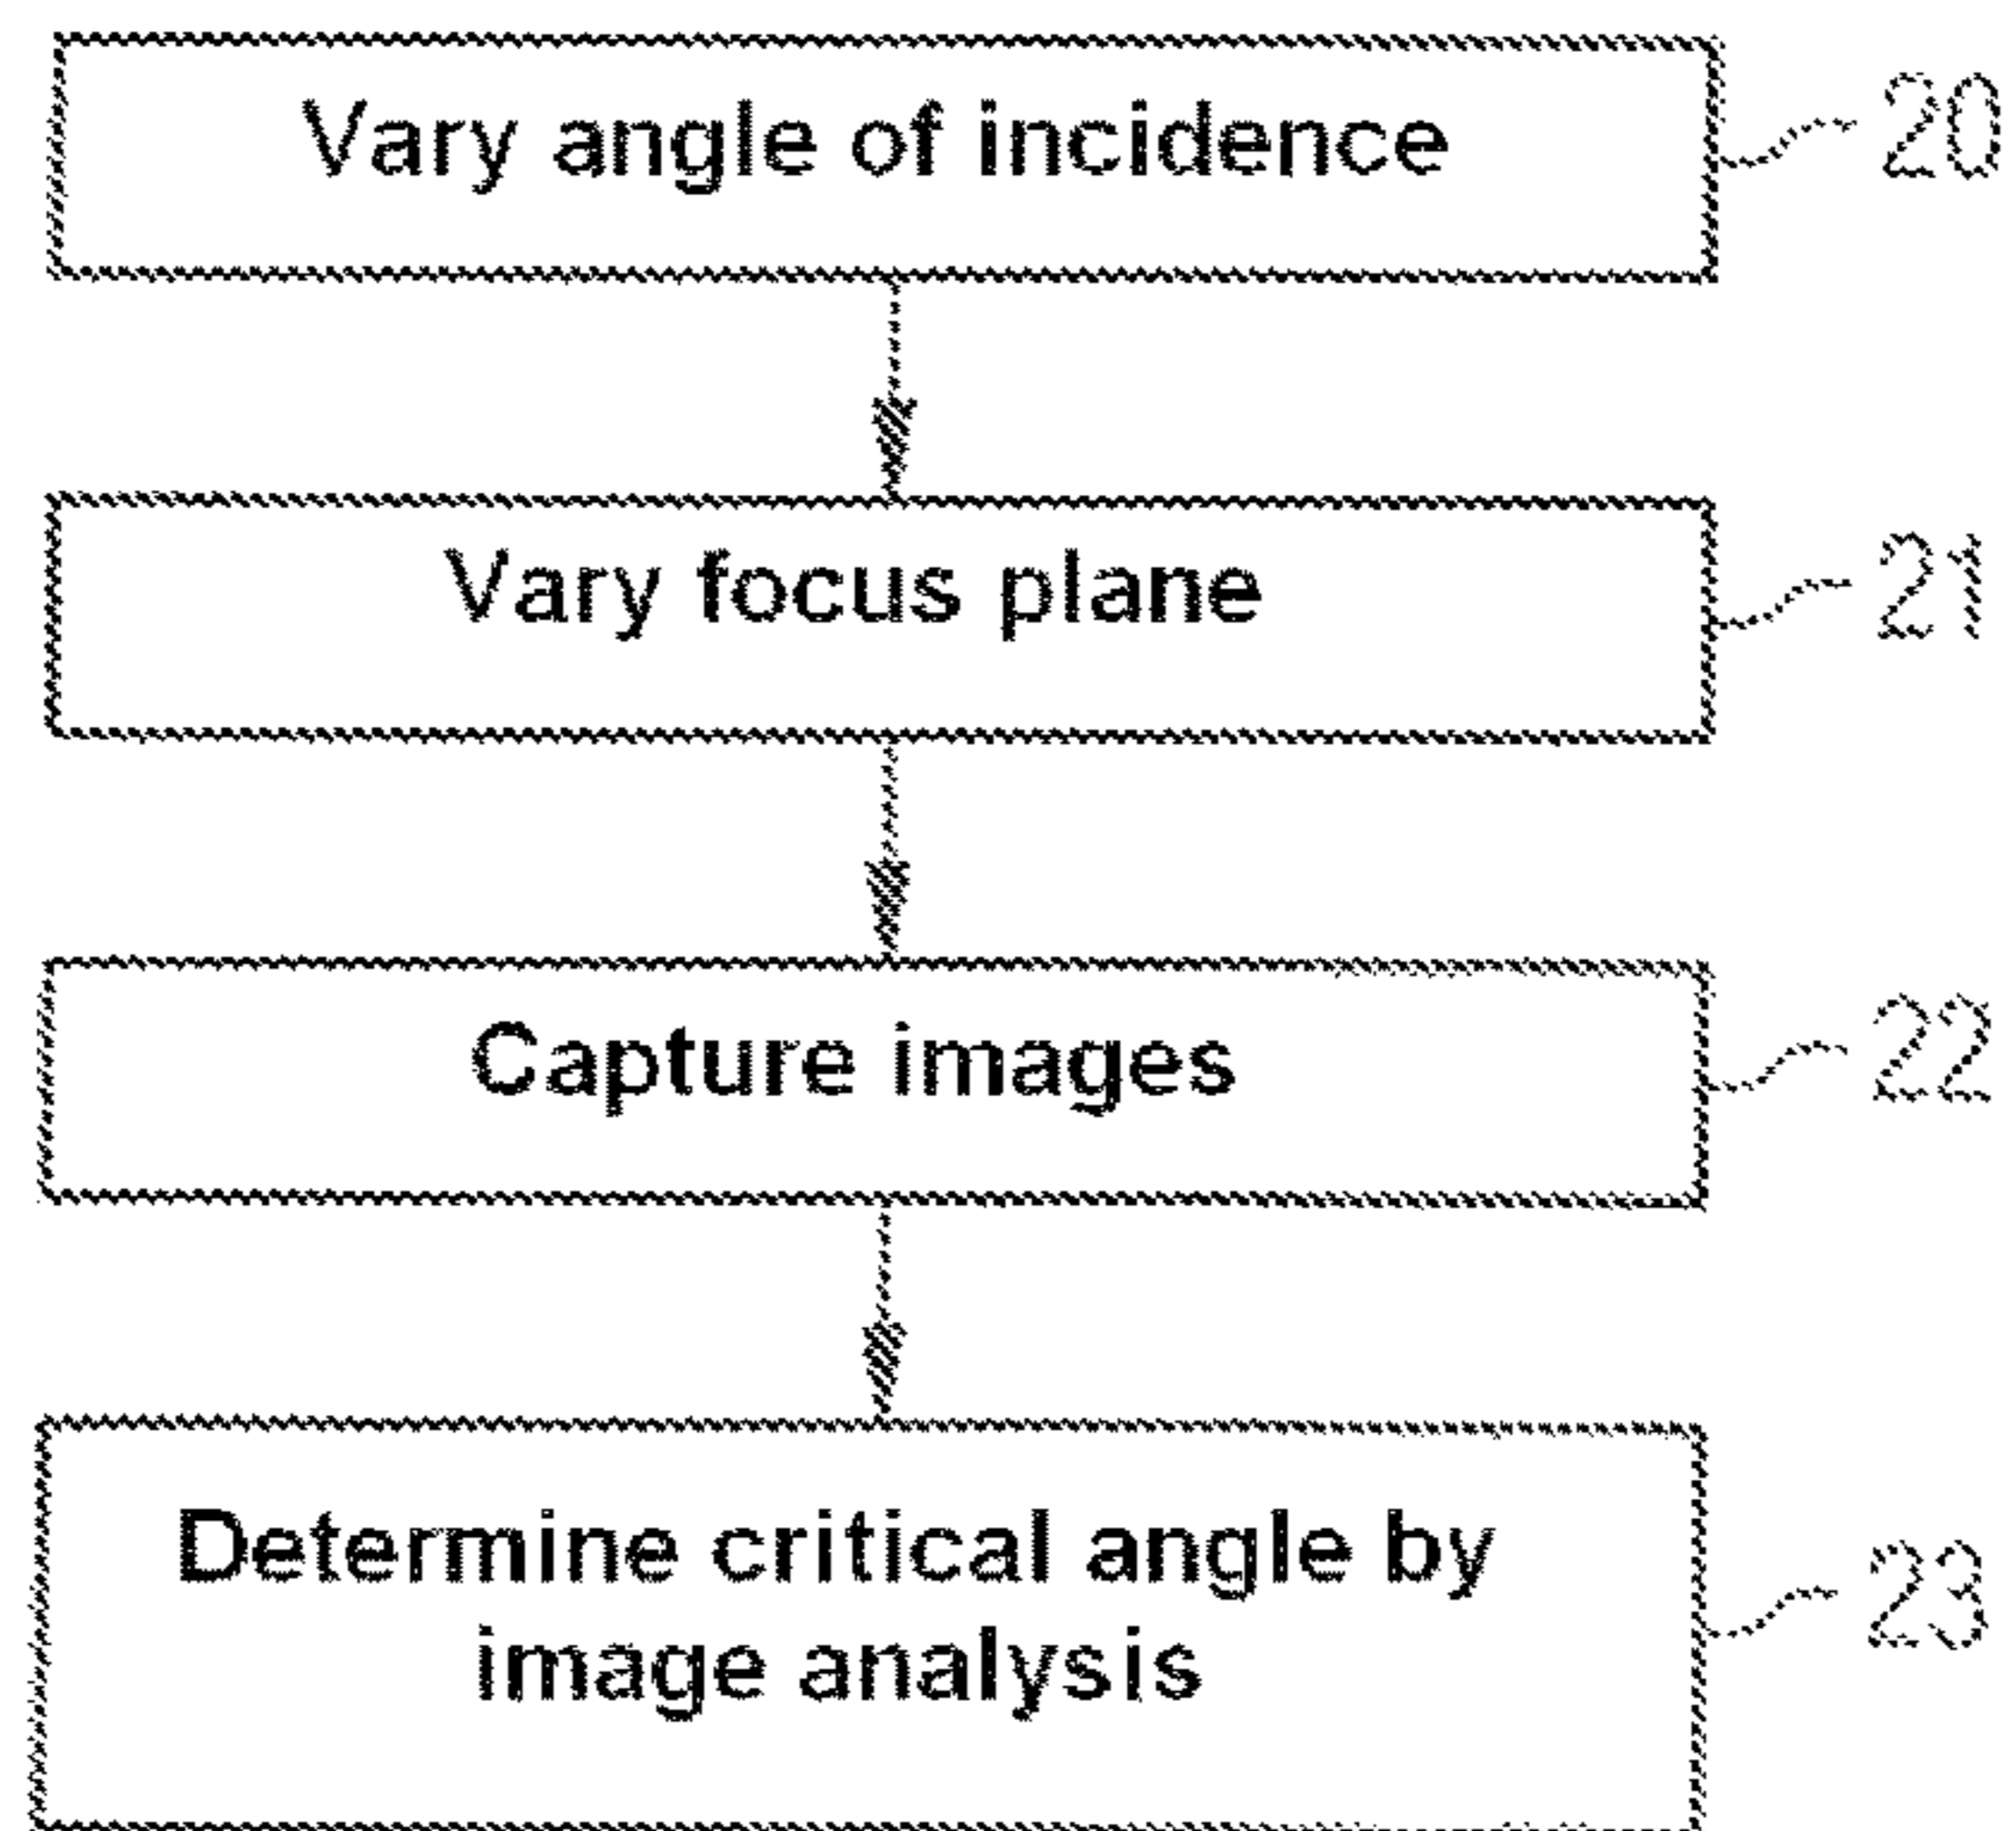 Vary angle of incidence
20
Vary focus plane
21
Capture images
22
Determine critical angle by
image analysis
23